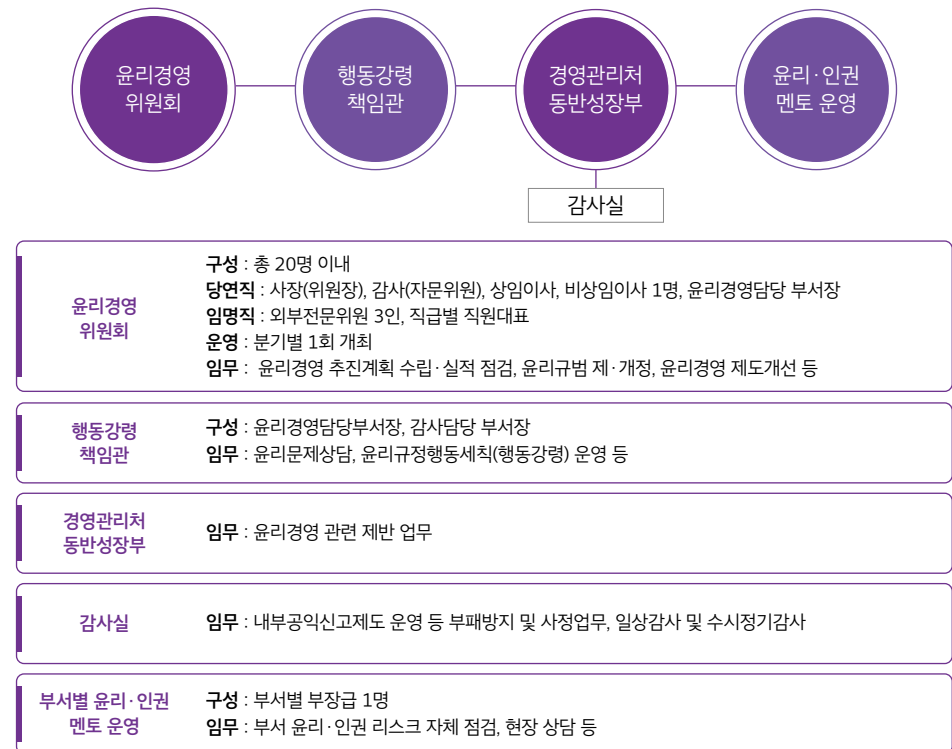 윤리경영
위원회
행동강령
책임관
경영관리처
동반성장부
윤리·인권
멘토 운영
감사실
윤리경영
위원회
구성 : 총 20명 이내
당연직 : 사장(위원장), 감사(자문위원), 상임이사, 비상임이사 1명, 윤리경영담당 부서장
임명직 : 외부전문위원 3인, 직급별 직원대표
운영 : 분기별 1회 개최
임무 : 윤리경영 추진계획 수립·실적 점검, 윤리규범 제·개정, 윤리경영 제도개선 등
행동강령
책임관
구성 : 윤리경영담당부서장, 감사담당 부서장
임무 : 윤리문제상담, 윤리규정행동세칙(행동강령) 운영 등
경영관리처
동반성장부
임무 : 윤리경영 관련 제반 업무
감사실
임무 : 내부공익신고제도 운영 등 부패방지 및 사정업무, 일상감사 및 수시정기감사
부서별 윤리·인권
멘토 운영
구성 : 부서별 부장급 1명
임무 : 부서 윤리·인권 리스크 자체 점검, 현장 상담 등